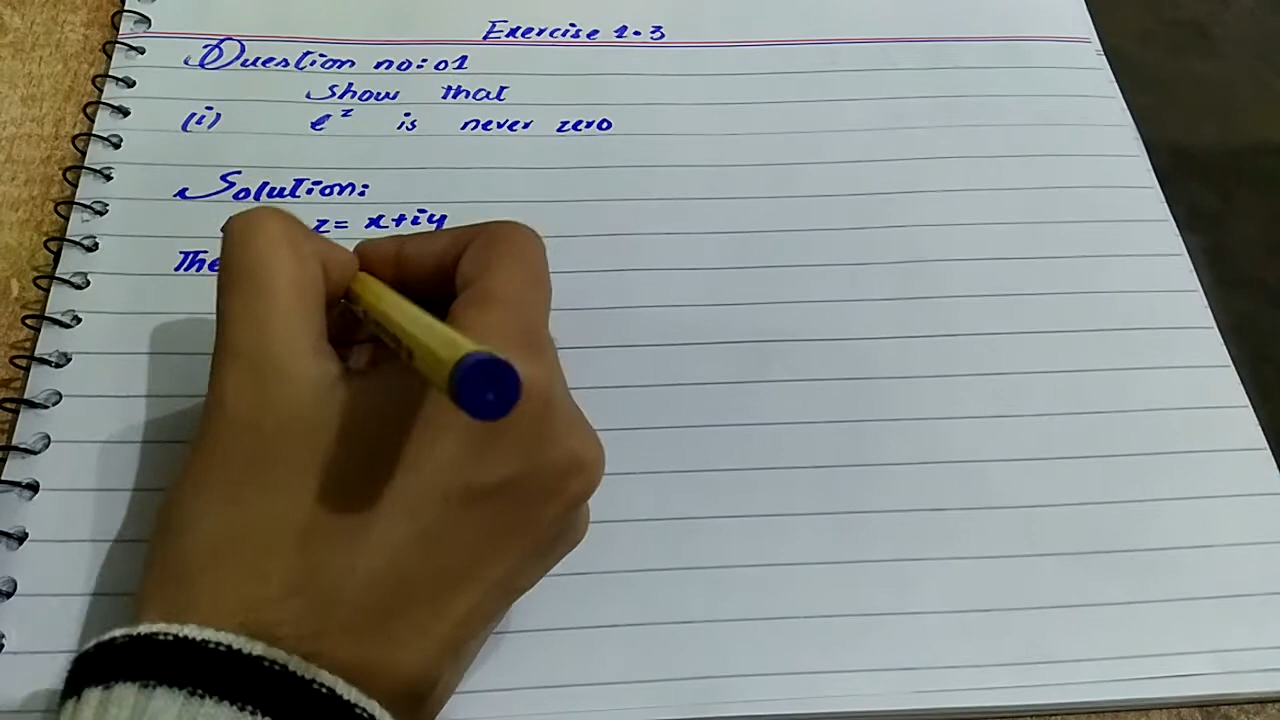 Exercise 1.3
Question no: 01
Show that
(i) e^z is never zero
Solution:
z = x+iy
The